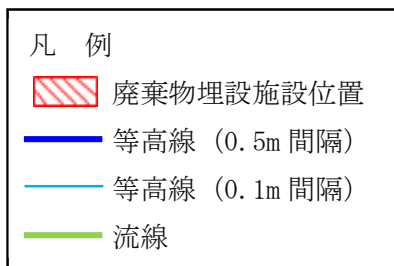 凡 例
廃棄物埋設施設位置
等高線 (0.5m 間隔)
等高線 (0.1m 間隔)
流線